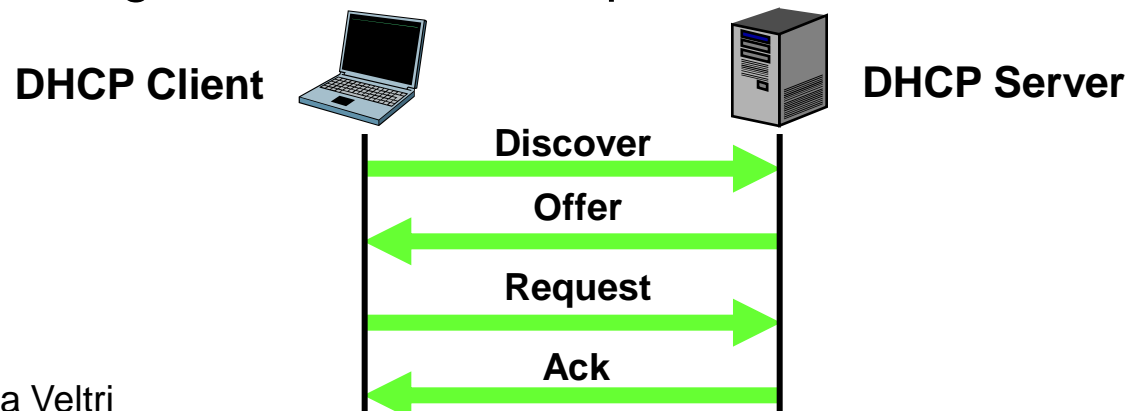 DHCP Client
DHCP Server
Discover
Offer
Request
Ack
a Veltri